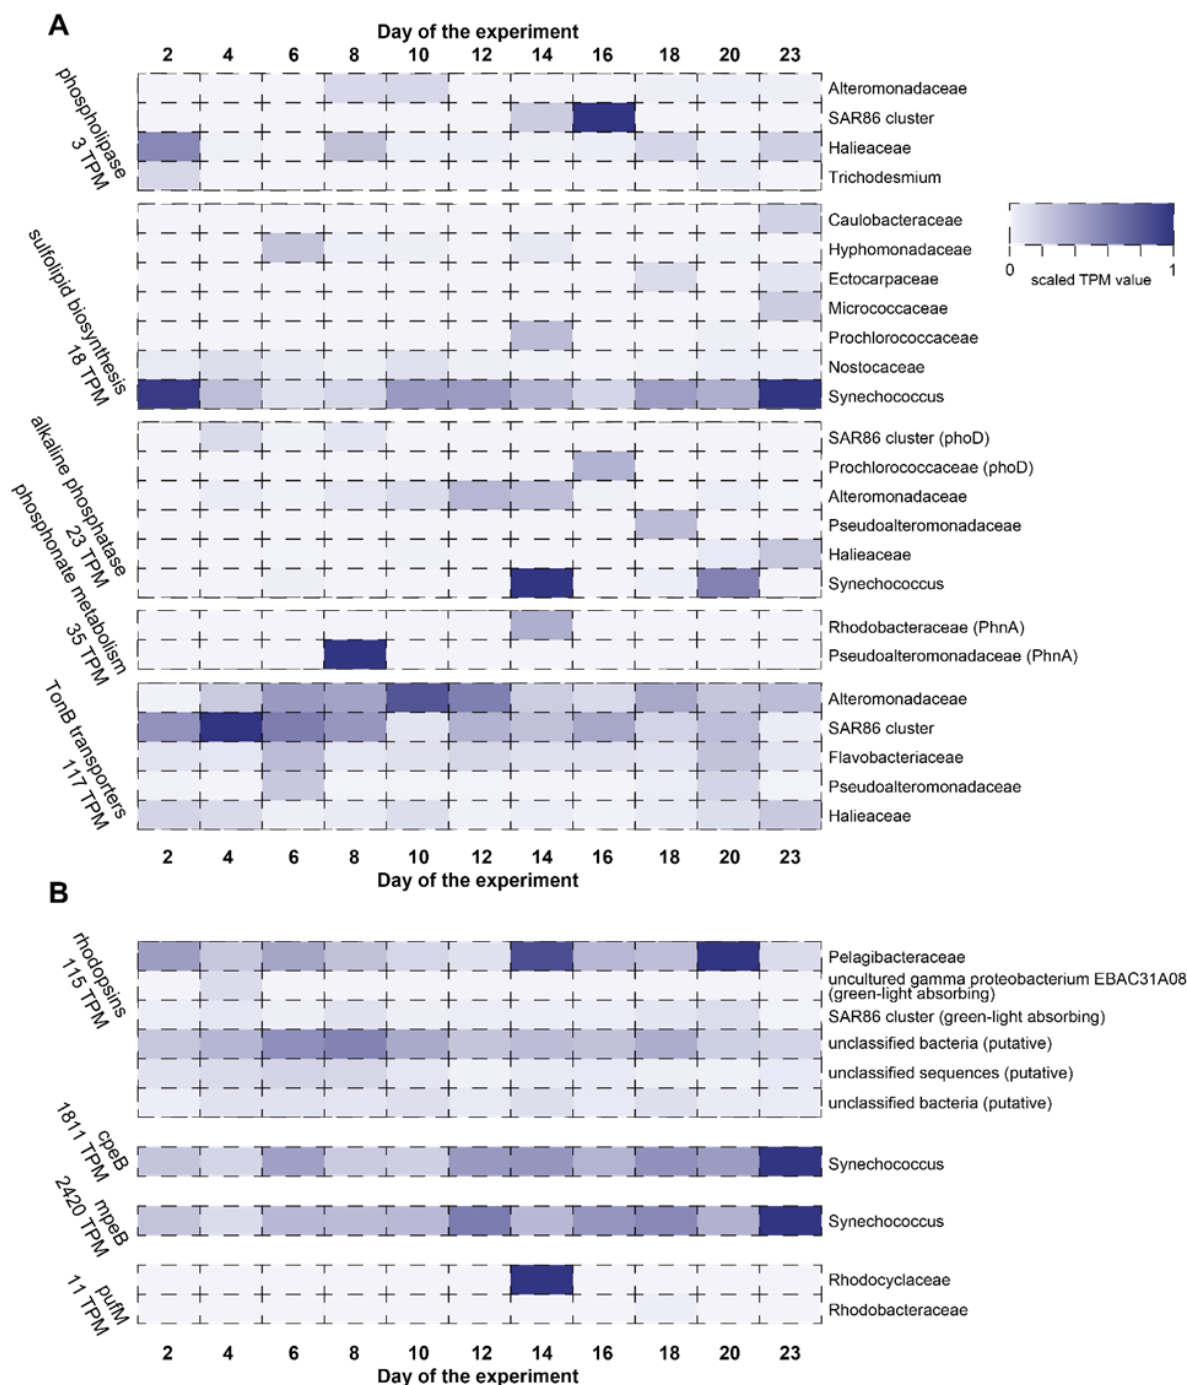 A
Day of the experiment
2 4 6 8 10 12 14 16 18 20 23
phospholipase
3 TPM
Alteromonadaceae
SAR86 cluster
Halieaceae
Trichodesmium
0 1
scaled TPM value
sulfolipid biosynthesis
18 TPM
Caulobacteraceae
Hyphomonadaceae
Ectocarpaceae
Micrococcaceae
Prochlorococcaceae
Nostocaceae
Synechococcus
alkaline phosphatase
23 TPM
SAR86 cluster (phoD)
Prochlorococcaceae (phoD)
Alteromonadaceae
Pseudoalteromonadaceae
Halieaceae
Synechococcus
phosphonate metabolism
35 TPM
Rhodobacteraceae (PhnA)
Pseudoalteromonadaceae (PhnA)
TonB transporters
117 TPM
Alteromonadaceae
SAR86 cluster
Flavobacteriaceae
Pseudoalteromonadaceae
Halieaceae
2 4 6 8 10 12 14 16 18 20 23
Day of the experiment
B
rhodopsins
115 TPM
Pelagibacteraceae
uncultured gamma proteobacterium EBAC31A08
(green-light absorbing)
SAR86 cluster (green-light absorbing)
unclassified bacteria (putative)
unclassified sequences (putative)
unclassified bacteria (putative)
cpeB
1811 TPM
Synechococcus
mpeB
2420 TPM
Synechococcus
pufM
11 TPM
Rhodocyclaceae
Rhodobacteraceae
2 4 6 8 10 12 14 16 18 20 23
Day of the experiment